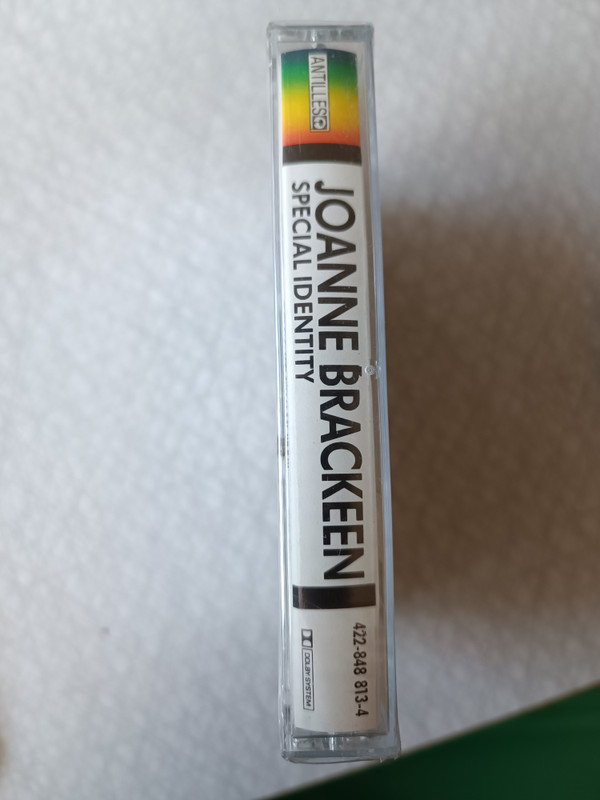 ANTILLES
JOANNE BRACKEEN
SPECIAL IDENTITY
422-848 813-4
DOLBY SYSTEM